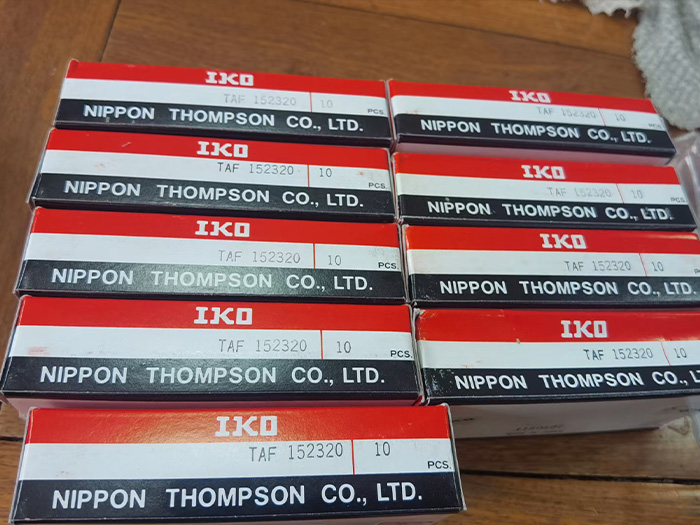 IKO
TAF 152320 10
PCS.
NIPPON THOMPSON CO., LTD.
IKO
TAF 152320 10
NIPPON THOMPSON CO., LTD.
IKO
TAF 152320 10
PCS.
NIPPON THOMPSON CO., LTD.
IKO
TAF 152320 10
NIPPON THOMPSON CO., LTD.
IKO
TAF 152320 10
PCS.
NIPPON THOMPSON CO., LTD.
IKO
TAF 152320 10
NIPPON THOMPSON CO., LTD.
IKO
TAF 152320 10
PCS.
NIPPON THOMPSON CO., LTD.
IKO
TAF 152320 10
NIPPON THOMPSON CO., L
IKO
TAF 152320 10
PCS.
NIPPON THOMPSON CO., LTD.